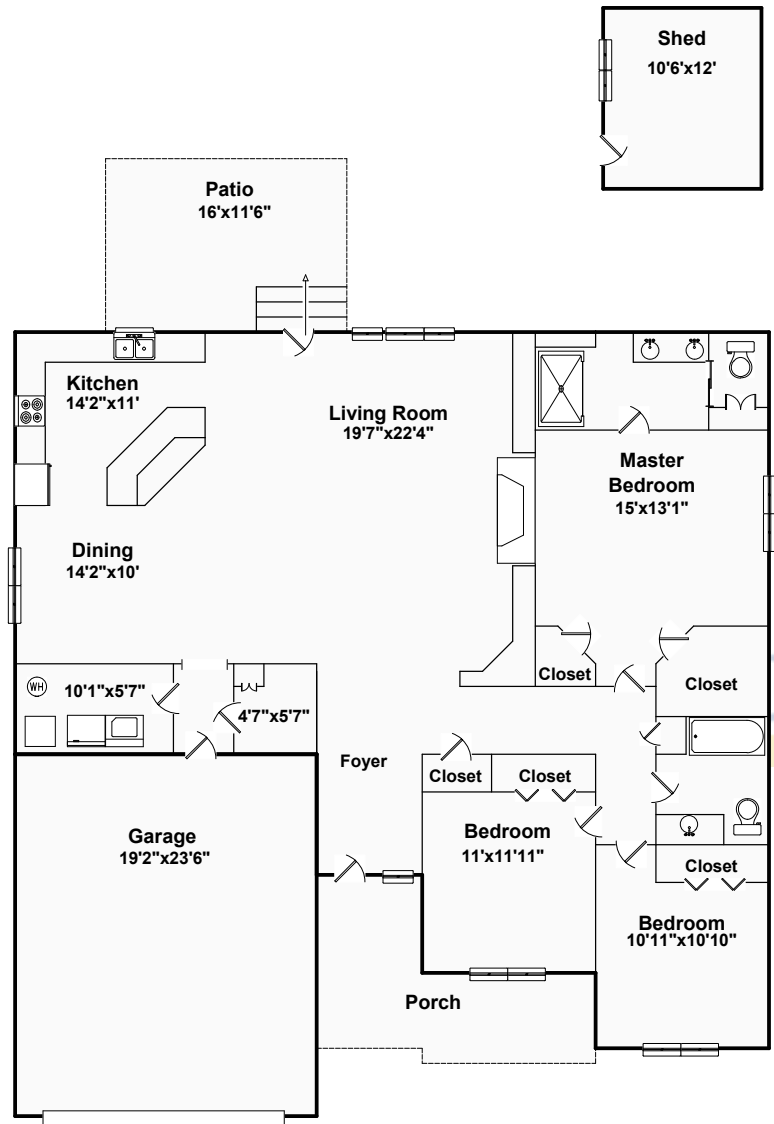 Shed
10'6'x12'
Patio
16'x11'6"
Kitchen
14'2"x11'
Living Room
19'7"x22'4"
Master
Bedroom
15'x13'1"
Dining
14'2"x10'
WH
10'1"x5'7"
4'7"x5'7"
Closet
Closet
Foyer
Closet
Closet
Garage
19'2"x23'6"
Bedroom
11'x11'11"
Closet
Bedroom
10'11"x10'10"
Porch